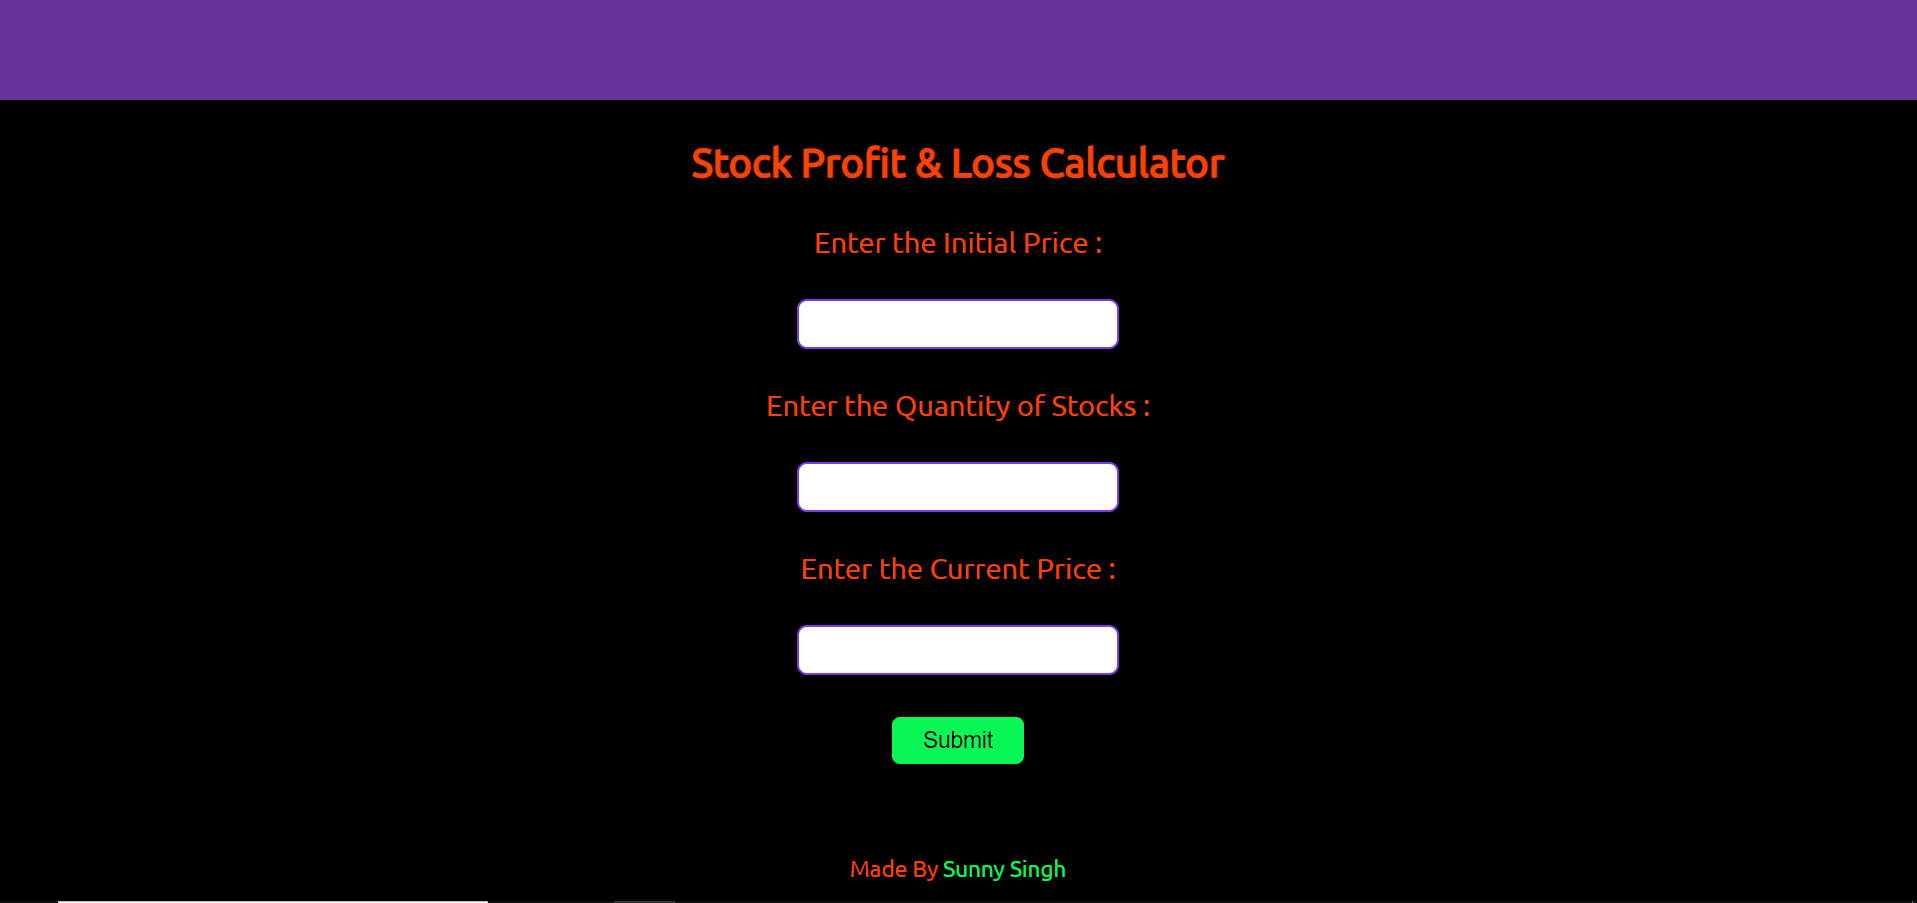 Stock Profit & Loss Calculator
Enter the Initial Price :
Enter the Quantity of Stocks :
Enter the Current Price :
Submit
Made By Sunny Singh